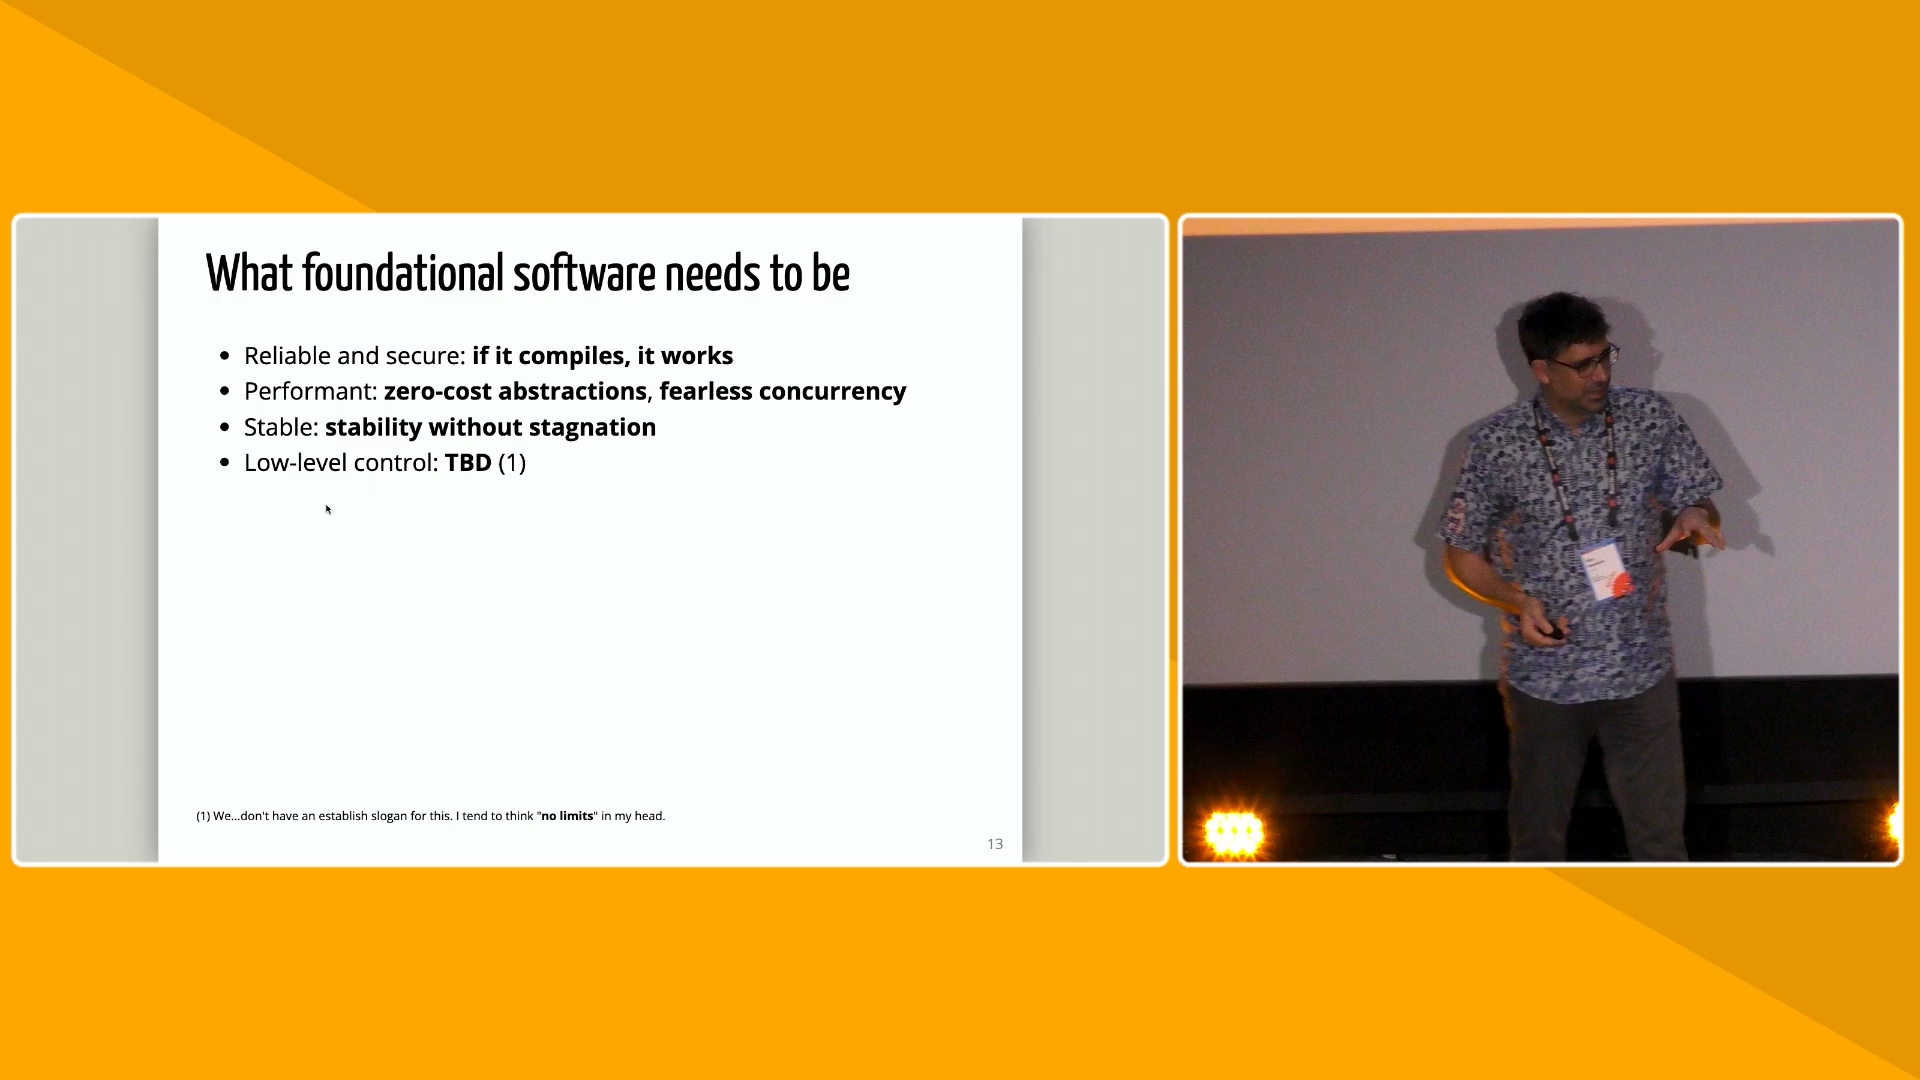 What foundational software needs to be
Reliable and secure: if it compiles, it works
Performant: zero-cost abstractions, fearless concurrency
Stable: stability without stagnation
Low-level control: TBD (1)
(1) We...don't have an establish slogan for this. I tend to think "no limits" in my head.
13